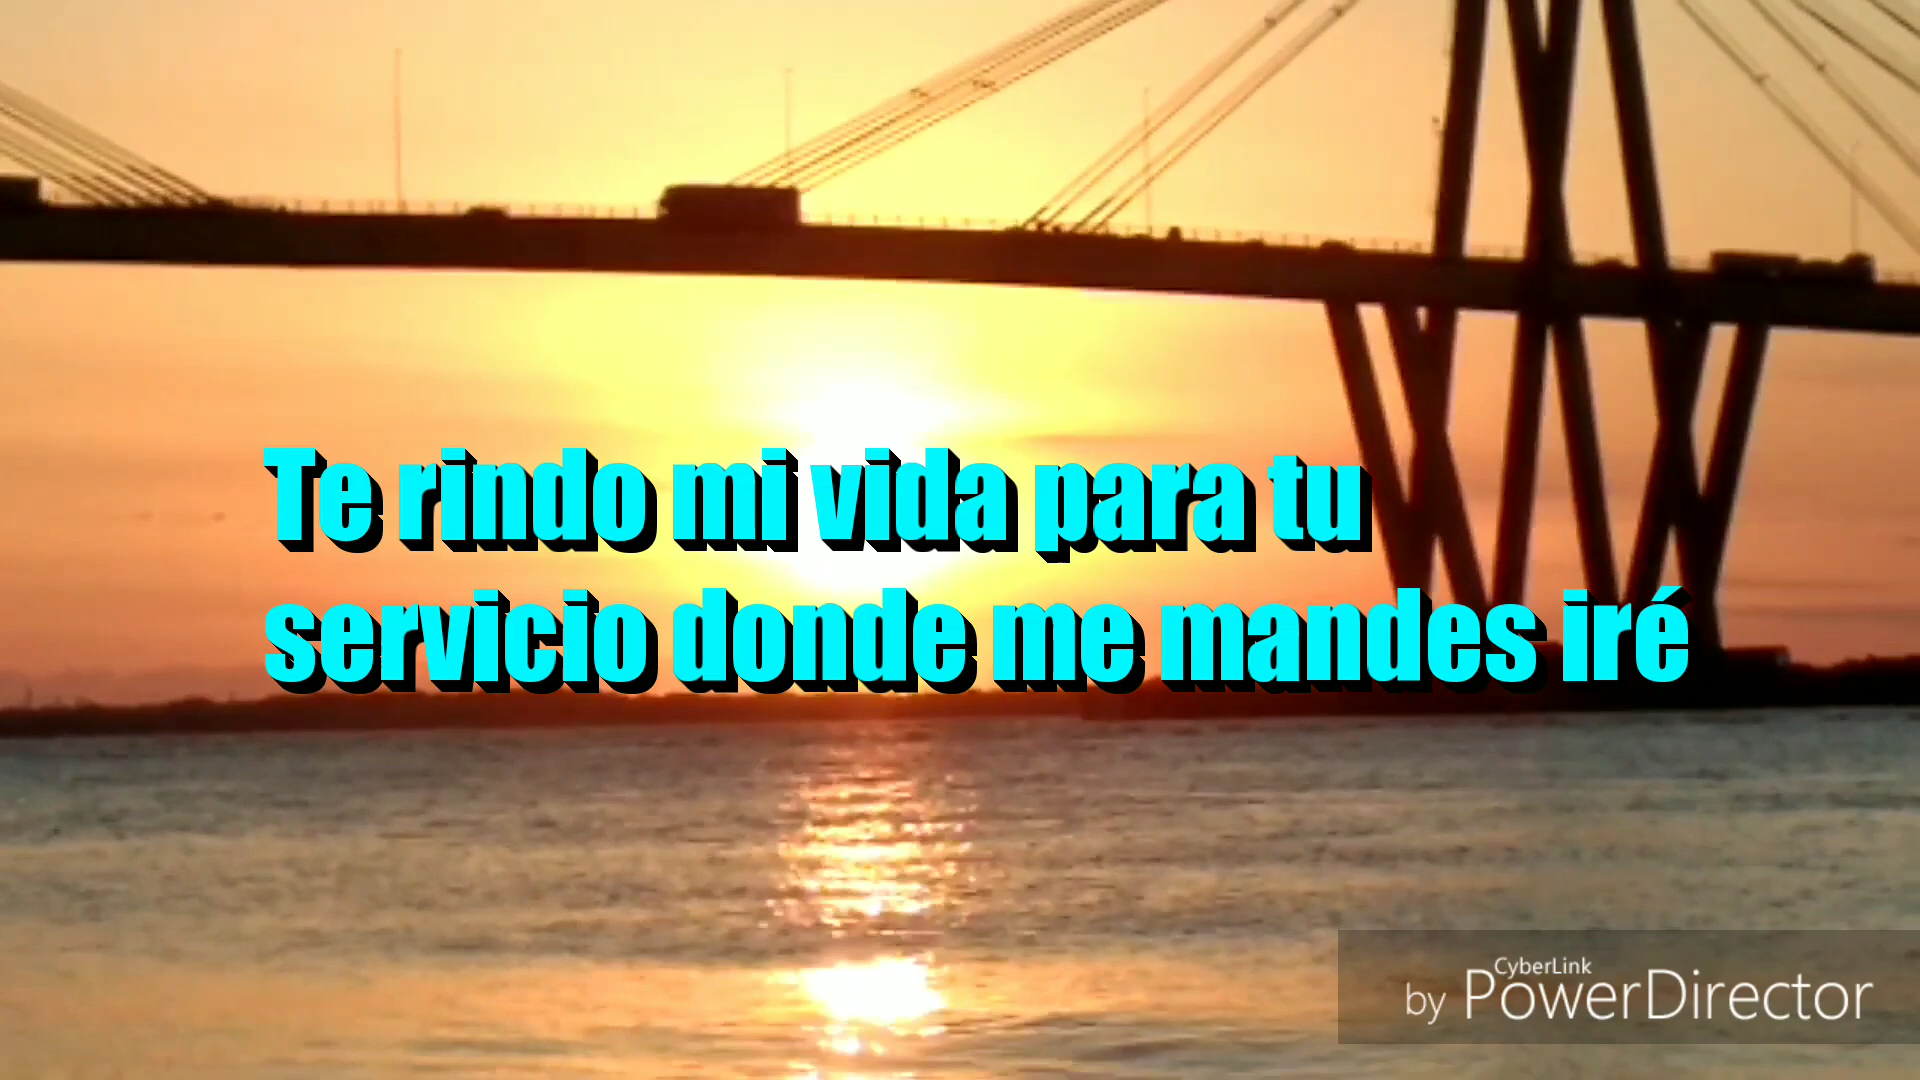 Te rindo mi vida para tu
servicio donde me mandes iré
CyberLink
by PowerDirector